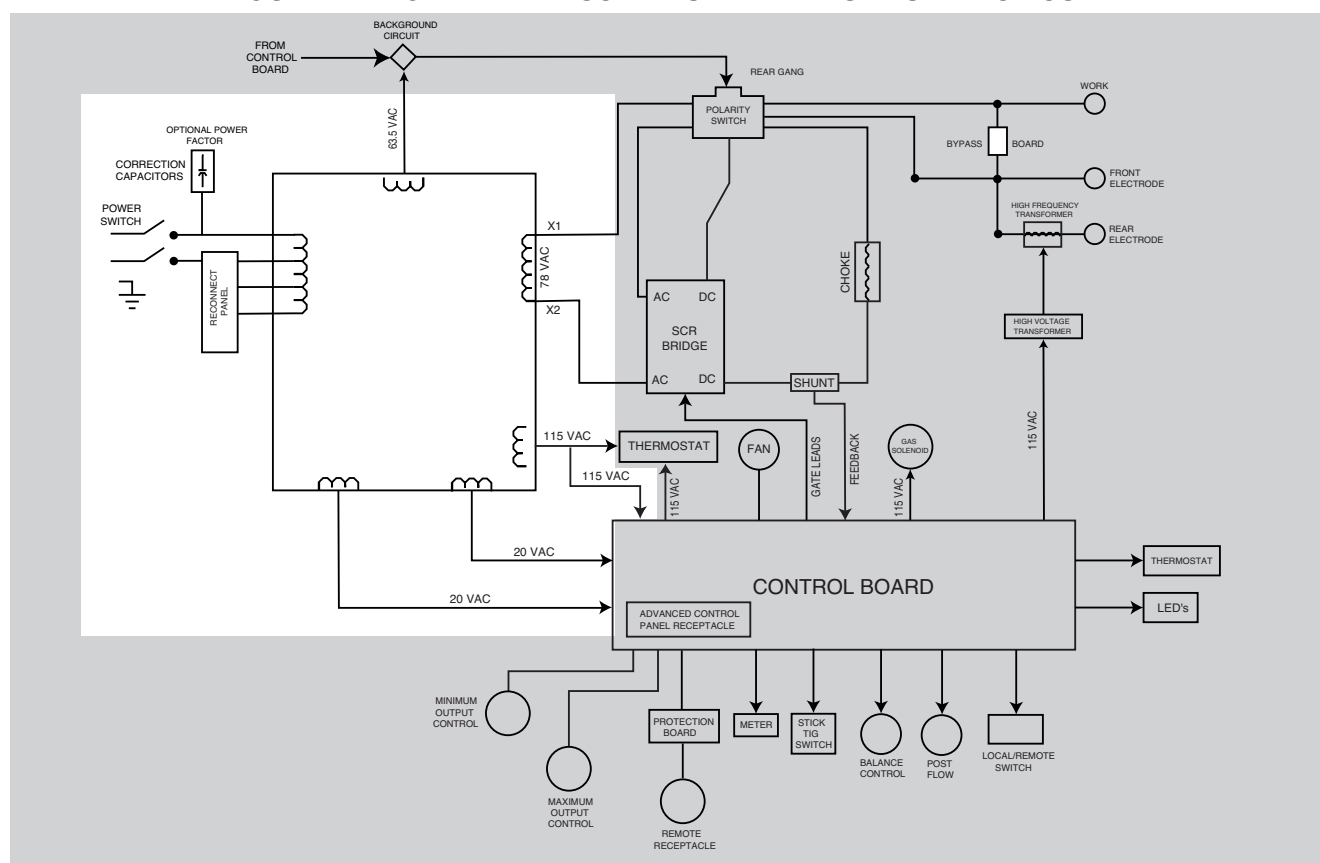 BACKGROUND
CIRCUIT
FROM
CONTROL
BOARD
REAR GANG
WORK
POLARITY
SWITCH
63.5 VAC
OPTIONAL POWER
FACTOR
CORRECTION
CAPACITORS
BYPASS BOARD
FRONT
ELECTRODE
POWER
SWITCH
HIGH FREQUENCY
TRANSFORMER
REAR
ELECTRODE
X1
78 VAC
X2
RECONNECT
PANEL
CHOKE
AC DC
SCR
BRIDGE
AC DC
HIGH VOLTAGE
TRANSFORMER
SHUNT
115 VAC
THERMOSTAT
115 VAC
115 VAC
FAN
GATE LEADS
FEEDBACK
GAS
SOLENOID
115 VAC
115 VAC
20 VAC
20 VAC
CONTROL BOARD
ADVANCED CONTROL
PANEL RECEPTACLE
THERMOSTAT
LED's
MINIMUM
OUTPUT
CONTROL
MAXIMUM
OUTPUT
CONTROL
PROTECTION
BOARD
REMOTE
RECEPTACLE
METER
STICK
TIG
SWITCH
BALANCE
CONTROL
POST
FLOW
LOCAL/REMOTE
SWITCH